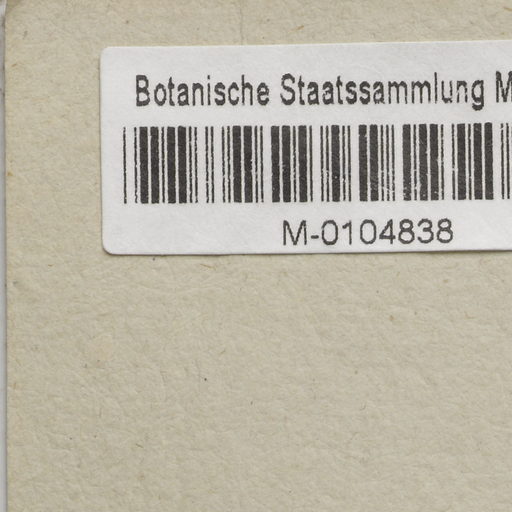 Botanische Staatssammlung M
M-0104838